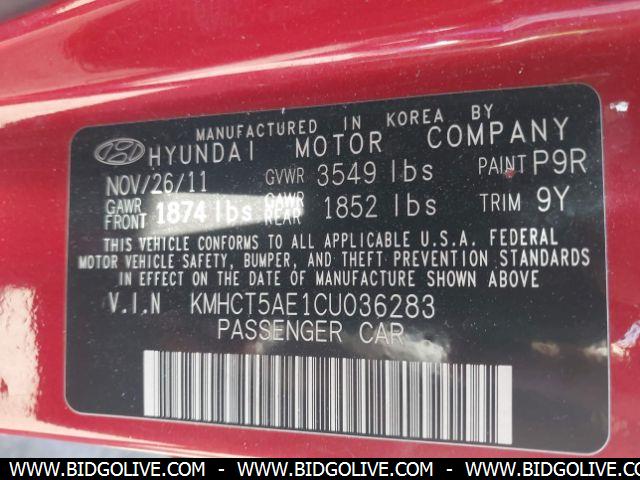 MANUFACTURED IN KOREA BY
HYUNDAI MOTOR COMPANY
NOV/26/11 GVWR 3549 lbs PAINT P9R
GAWR FRONT 1874 lbs GAWR REAR 1852 lbs TRIM 9Y
THIS VEHICLE CONFORMS TO ALL APPLICABLE U.S.A. FEDERAL
MOTOR VEHICLE SAFETY, BUMPER, AND THEFT PREVENTION STANDARDS
IN EFFECT ON THE DATE OF MANUFACTURE SHOWN ABOVE.
V.I.N KMHCT5AE1CU036283
PASSENGER CAR
WWW.BIDGOLIVE.COM - WWW.BIDGOLIVE.COM - WWW.BIDGOLIVE.COM